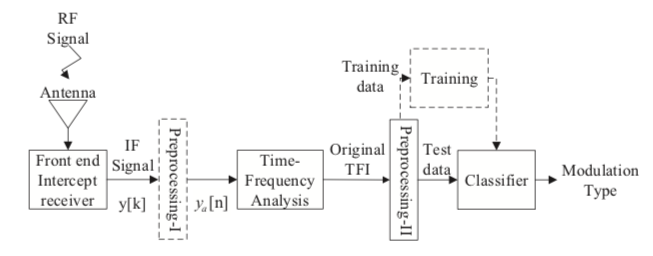 RF
Signal
Antenna
Front end
Intercept
receiver
IF
Signal
y[k]
Preprocessing-I
yₐ[n]
Time-
Frequency
Analysis
Original
TFI
Preprocessing-II
Training
data
Training
Test
data
Classifier
Modulation
Type